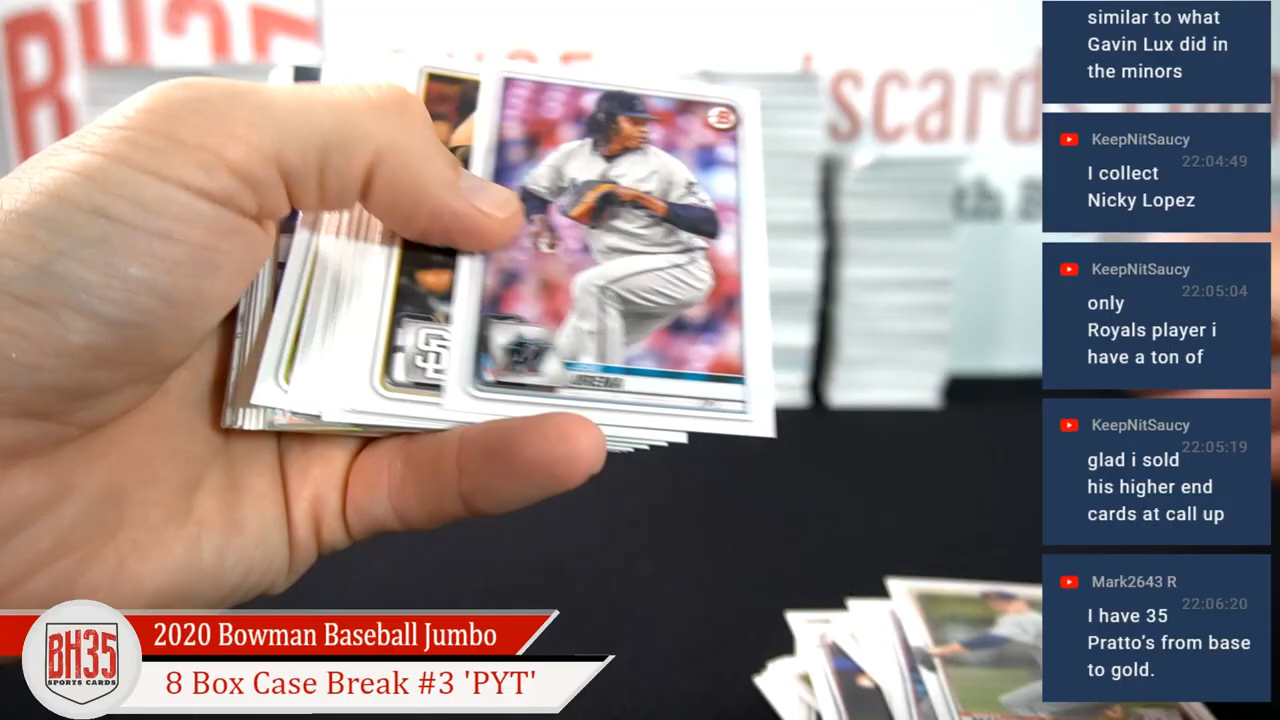 similar to what
Gavin Lux did in
the minors
KeepNitSaucy
22:04:49
I collect
Nicky Lopez
KeepNitSaucy
22:05:04
only
Royals player i
have a ton of
KeepNitSaucy
22:05:19
glad i sold
his higher end
cards at call up
Mark2643 R
22:06:20
I have 35
Pratto's from base
to gold.
scard
BH35
SPORTS CARDS
2020 Bowman Baseball Jumbo
8 Box Case Break #3 'PYT'